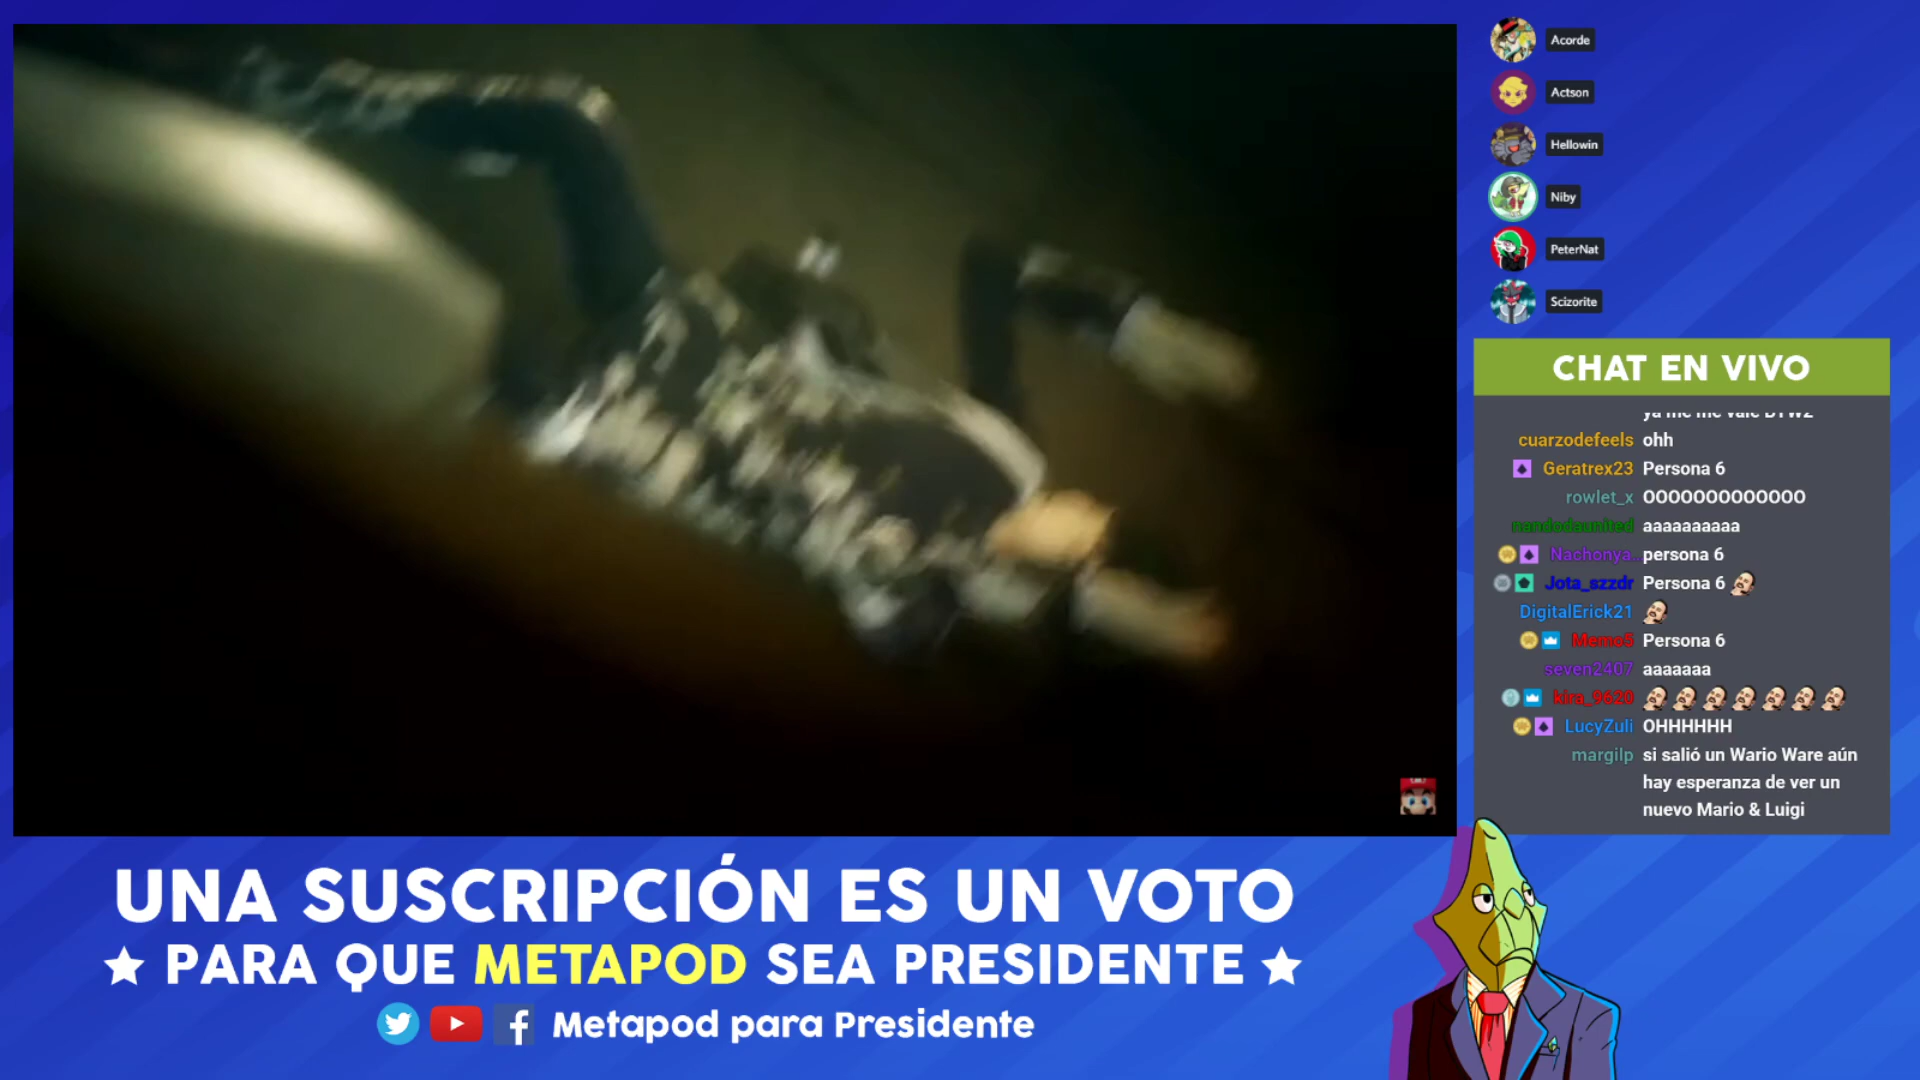 Acorde
Actson
Hellowin
Niby
PeterNat
Scizorite
CHAT EN VIVO
cuarzodefeels ohh
Geratrex23 Persona 6
rowlet_x OOOOOOOOOOOOO
nandodaunited aaaaaaaaaa
Nachonya... persona 6
Jota_szzdr Persona 6
DigitalErick21
Memo5 Persona 6
seven2407 aaaaaaa
kira_9620
LucyZuli OHHHHHH
margilp si salió un Wario Ware aún
hay esperanza de ver un
nuevo Mario & Luigi
UNA SUSCRIPCIÓN ES UN VOTO
PARA QUE METAPOD SEA PRESIDENTE
Metapod para Presidente